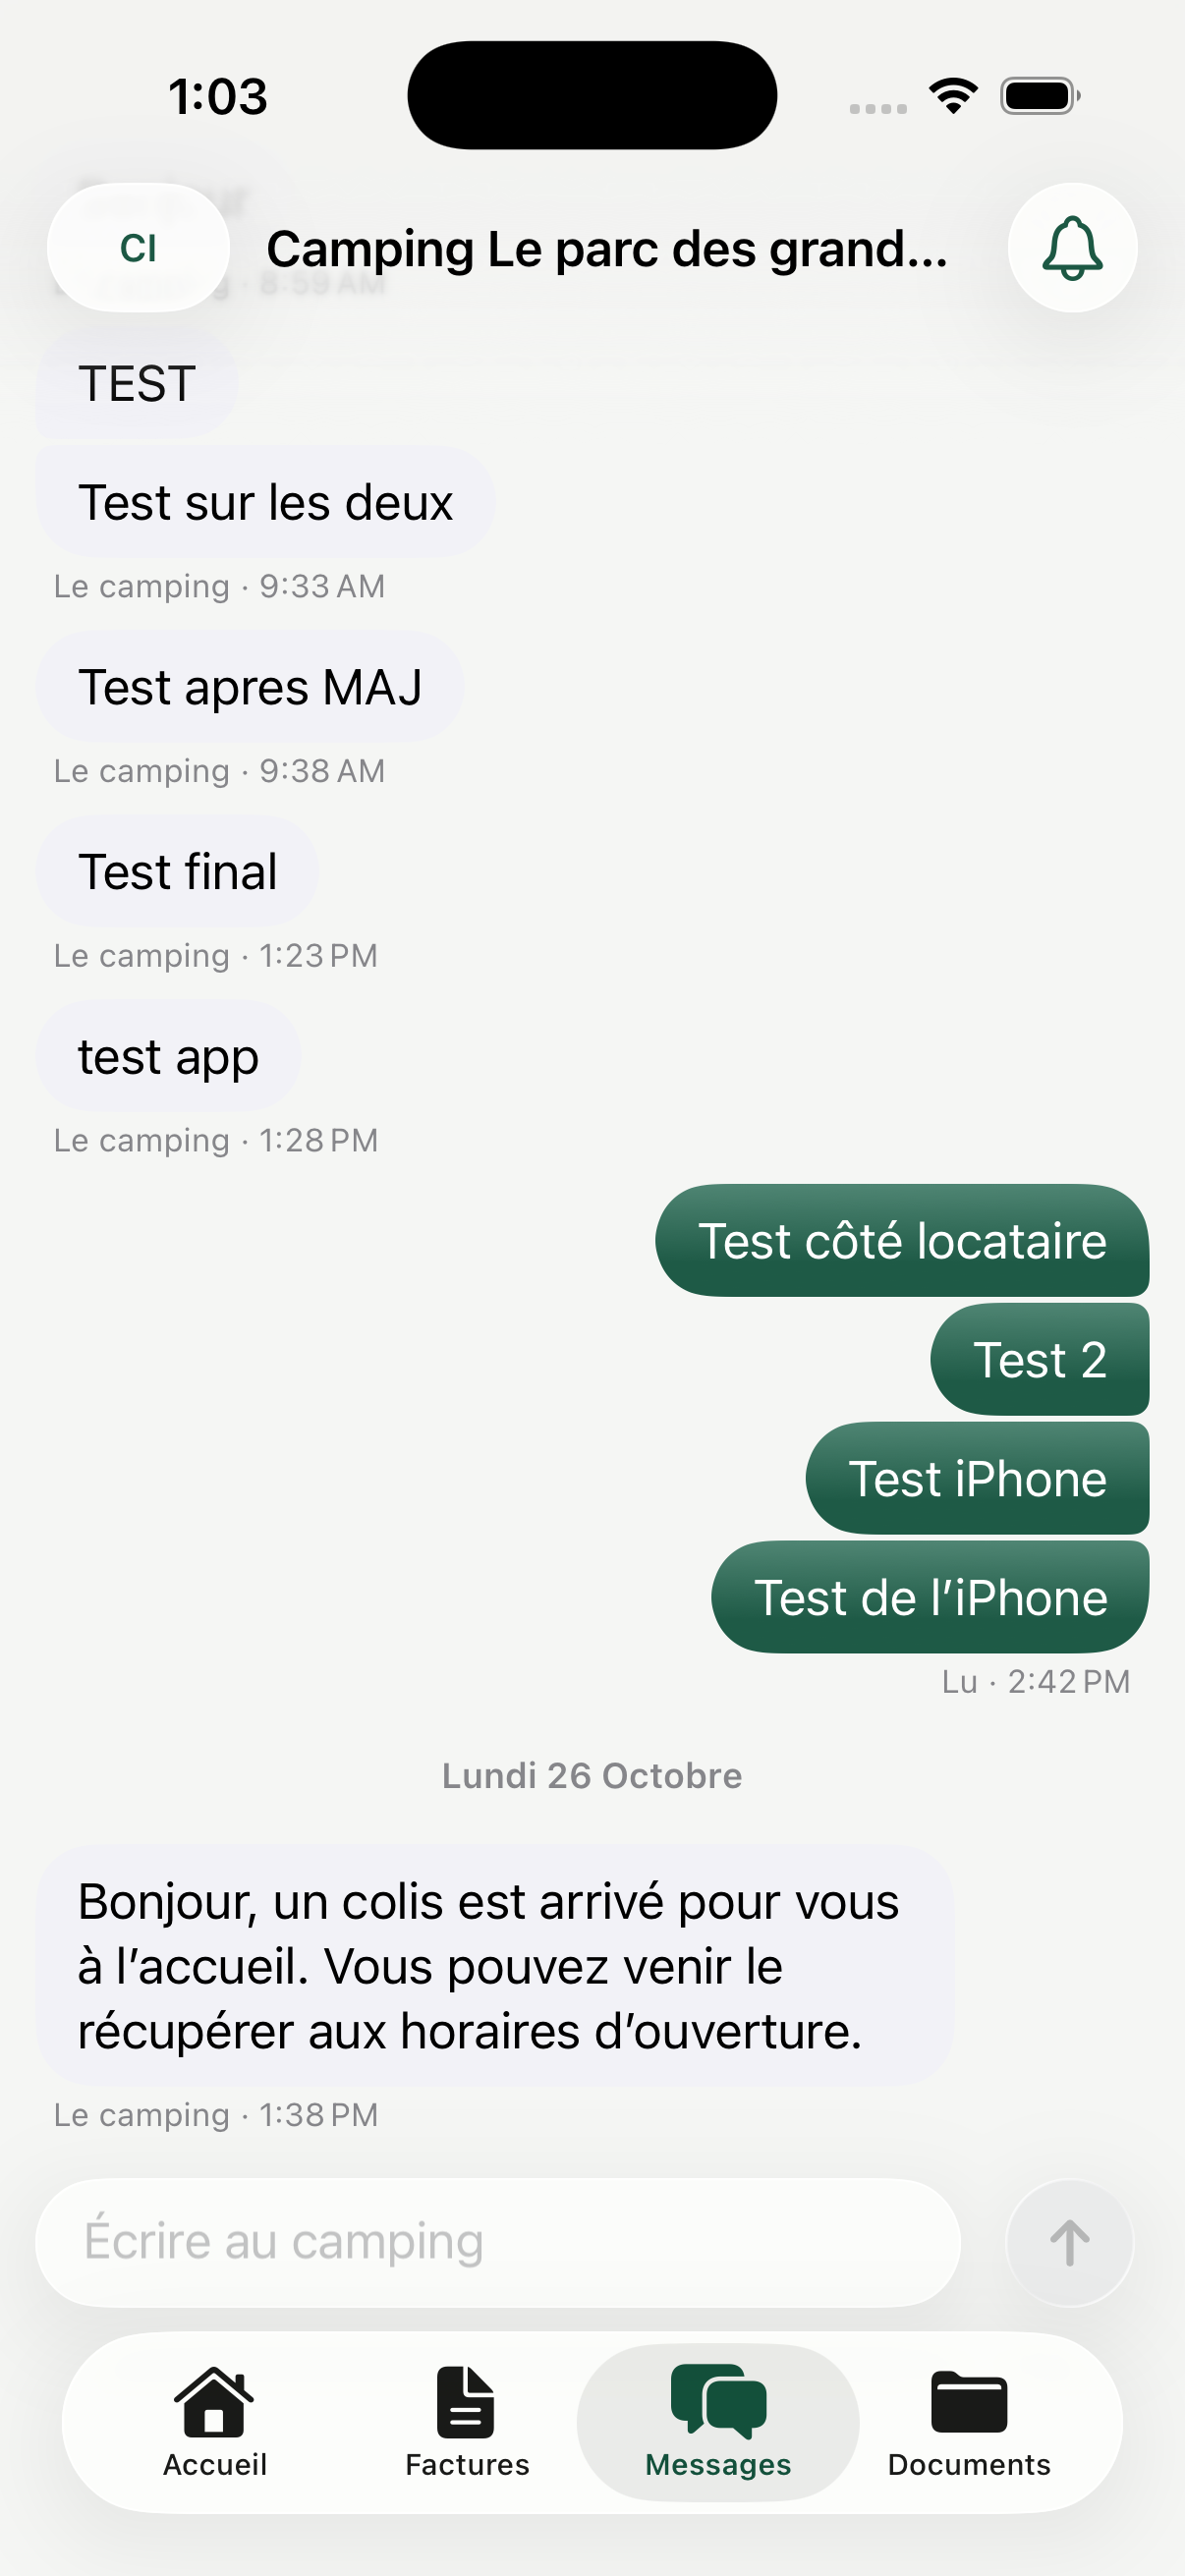 1:03
CI
Camping Le parc des grand...
8:59 AM
TEST
Test sur les deux
Le camping · 9:33 AM
Test apres MAJ
Le camping · 9:38 AM
Test final
Le camping · 1:23 PM
test app
Le camping · 1:28 PM
Test côté locataire
Test 2
Test iPhone
Test de l’iPhone
Lu · 2:42 PM
Lundi 26 Octobre
Bonjour, un colis est arrivé pour vous
à l’accueil. Vous pouvez venir le
récupérer aux horaires d’ouverture.
Le camping · 1:38 PM
Écrire au camping
Accueil
Factures
Messages
Documents